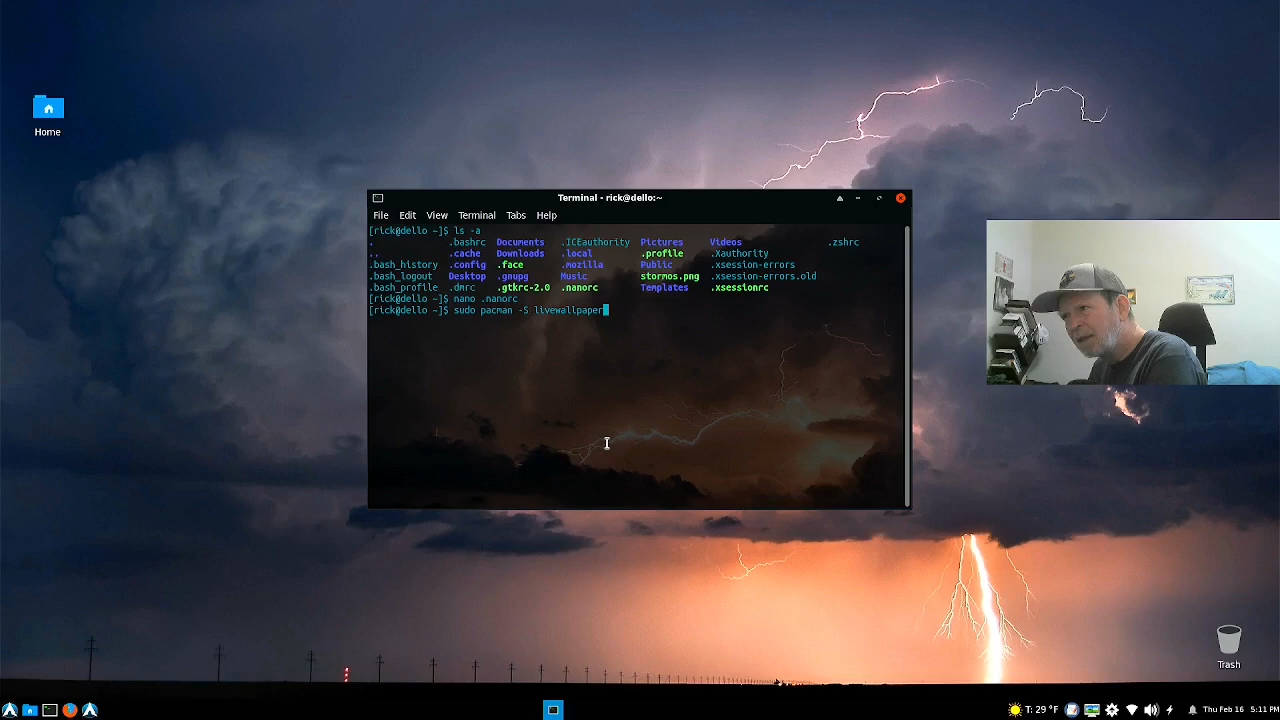 Home
Terminal - rick@dello:~
File Edit View Terminal Tabs Help
[rick@dello ~]$ ls -a
. .bashrc Documents .ICEauthority Pictures Videos .zshrc
.. .cache Downloads .local .profile .Xauthority
.bash_history .config .face .mozilla Public .xsession-errors
.bash_logout Desktop .gnupg Music stormos.png .xsession-errors.old
.bash_profile .dmrc .gtkrc-2.0 .nanorc Templates .xsessionrc
[rick@dello ~]$ nano .nanorc
[rick@dello ~]$ sudo pacman -S livewallpaper
Trash
T: 29 °F Thu Feb 16 5:11 PM